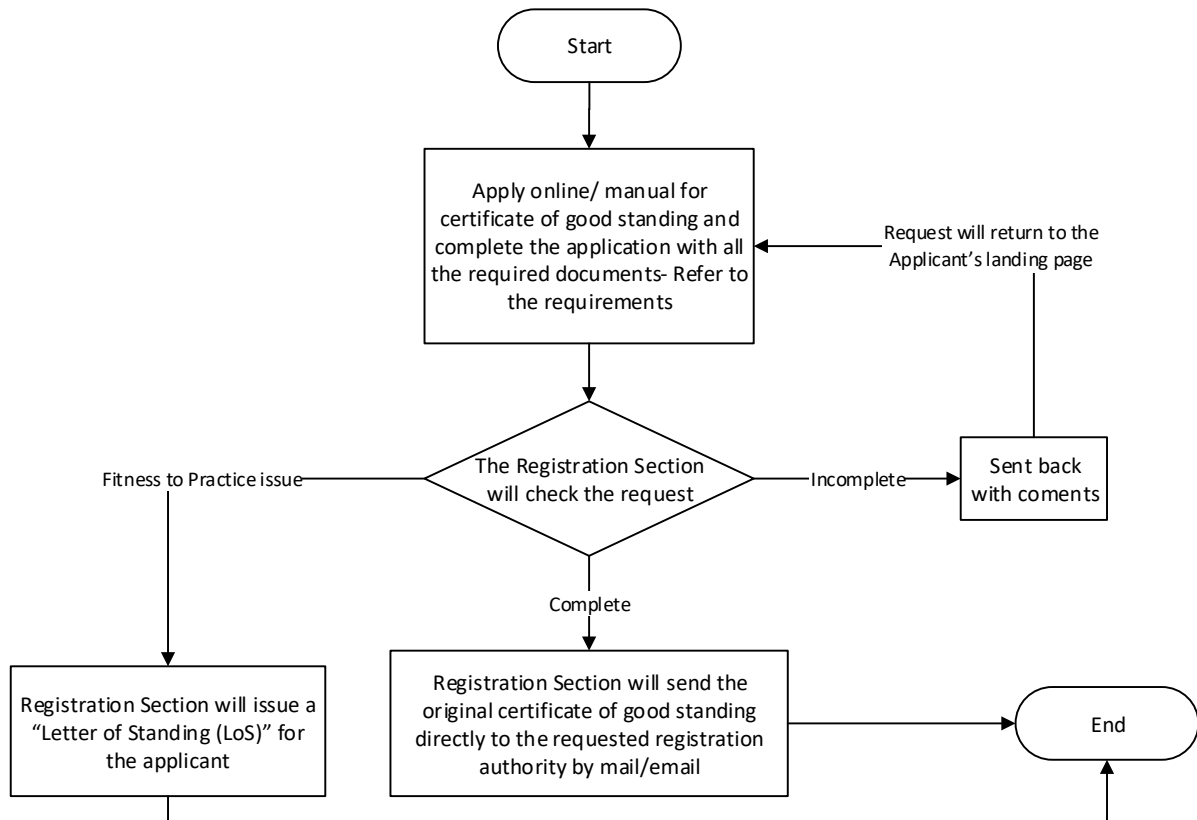 Start
Apply online/ manual for
certificate of good standing and
complete the application with all
the required documents- Refer to
the requirements
Request will return to the
Applicant’s landing page
The Registration Section
will check the request
Fitness to Practice issue
Incomplete
Sent back
with coments
Complete
Registration Section will issue a
“Letter of Standing (LoS)” for
the applicant
Registration Section will send the
original certificate of good standing
directly to the requested registration
authority by mail/email
End